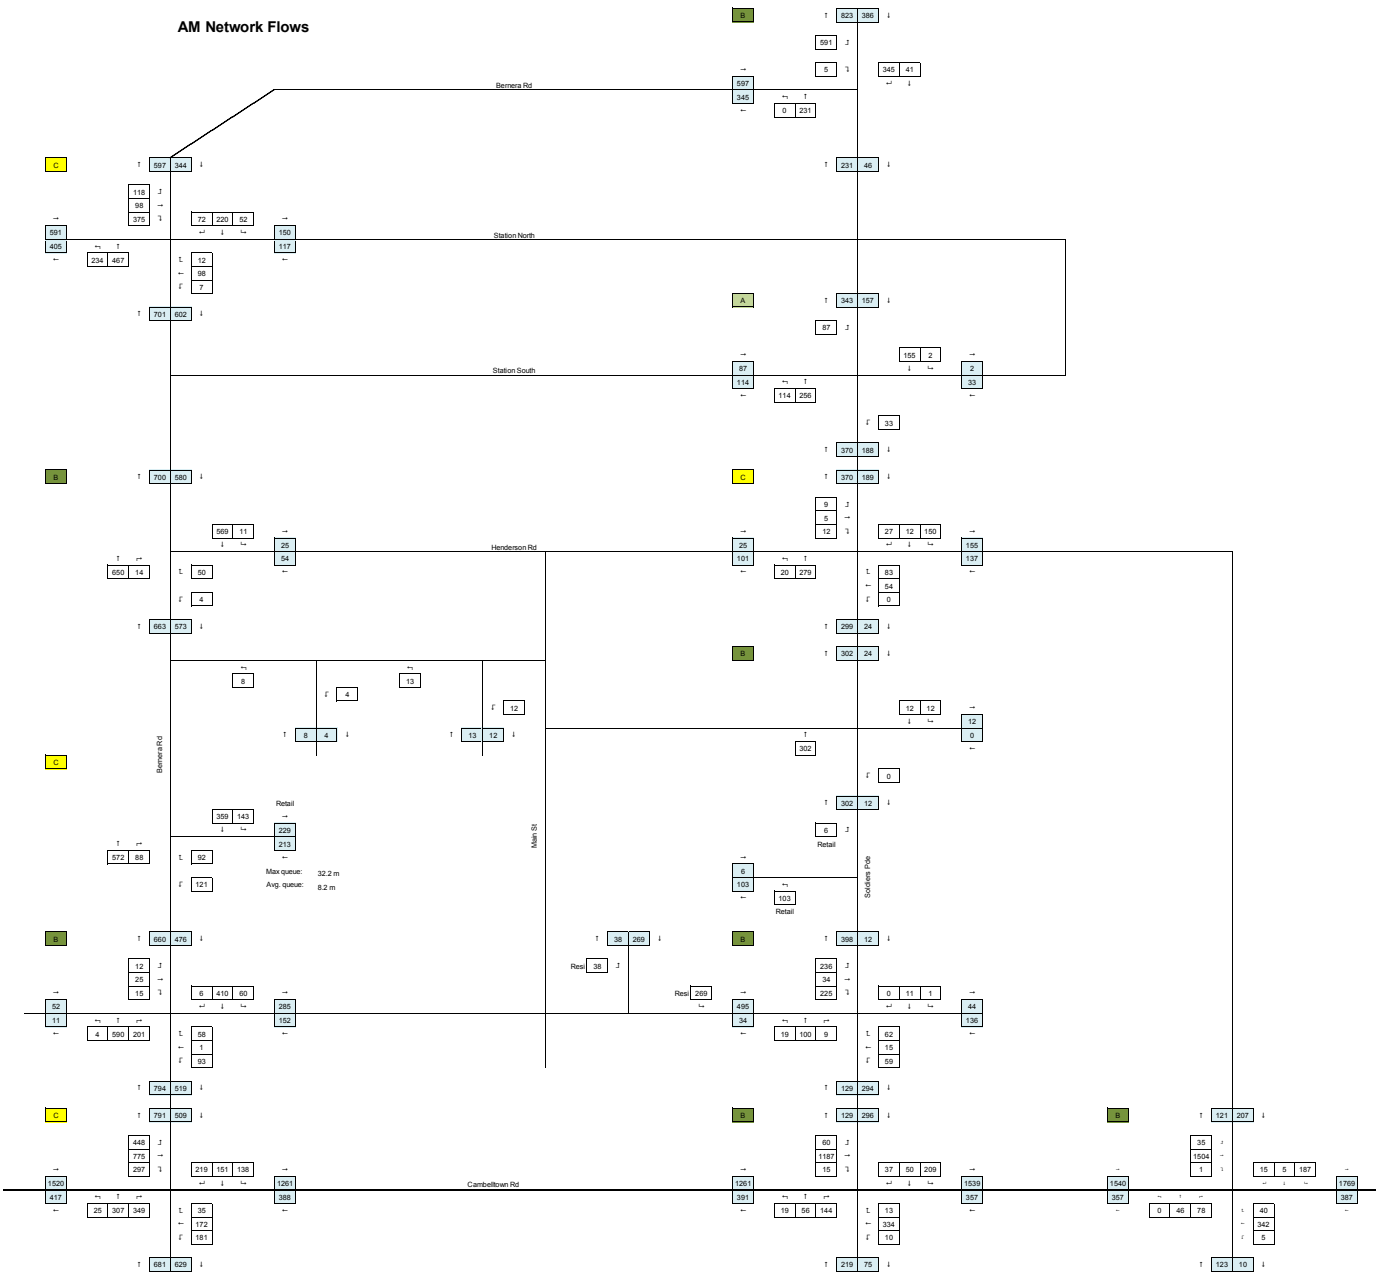 AM Network Flows
B ↑ 823 386 ↓
591
5 345 41
→
597
Bernera Rd
345
←
0 231
C ↑ 597 344 ↓
↑ 231 46 ↓
118
98 →
375 72 220 52
→ →
591 150
Station North
405 117
← ←
234 467 12
← 98
7
A ↑ 343 157 ↓
↑ 701 602 ↓
87
155 2
→ →
87 2
Station South
114 33
← ←
114 256
33
↑ 370 188 ↓
B ↑ 700 580 ↓
C ↑ 370 189 ↓
9
5 →
12 27 12 150
569 11
→ → →
25 25 155
Henderson Rd
54 101 137
← ← ←
650 14 50
20 279 83
← 54
4 0
↑ 663 573 ↓
↑ 299 24 ↓
B ↑ 302 24 ↓
8 13
4
12
12 12
→
12
0
←
↑ 8 4 ↓
↑ 13 12 ↓
302
C
Bernera Rd
0
↑ 302 12 ↓
Retail
359 143
→
229
213
←
6
Retail
Main St
572 88 92
121
Max queue: 32.2 m
Avg. queue: 8.2 m
→
6
103
←
Soldiers Pde
103
Retail
B ↑ 660 476 ↓
↑ 38 269 ↓
B ↑ 398 12 ↓
12
25 →
15 6 410 60
Resi 38
Resi 269
236
34 →
225 0 11 1
→ → → →
52 285 495 44
11 152 34 136
← ← ← ←
4 590 201 58
← 1
93
19 100 9 62
← 15
59
↑ 794 519 ↓
↑ 129 294 ↓
C ↑ 791 509 ↓
B ↑ 129 296 ↓
B ↑ 121 207 ↓
448
775 →
297 219 151 138
60
1187 →
15 37 50 209
35
1504 →
1 15 5 187
→ → → → → →
1520 1261 1261 1539 1540 1769
Cambelltown Rd
417 388 391 357 357 387
← ← ← ← ← ←
25 307 349 35
← 172
181
19 56 144 13
← 334
10
0 46 78 40
← 342
5
↑ 681 629 ↓
↑ 219 75 ↓
↑ 123 10 ↓